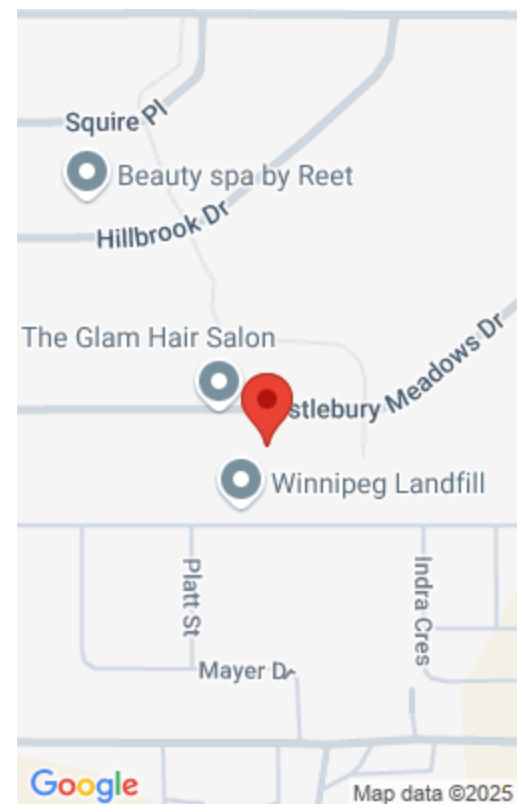 Squire Pl
Beauty spa by Reet
Hillbrook Dr
The Glam Hair Salon
stlebury Meadows Dr
Winnipeg Landfill
Platt St
Indra Cres
Mayer D
Google
Map data ©2025